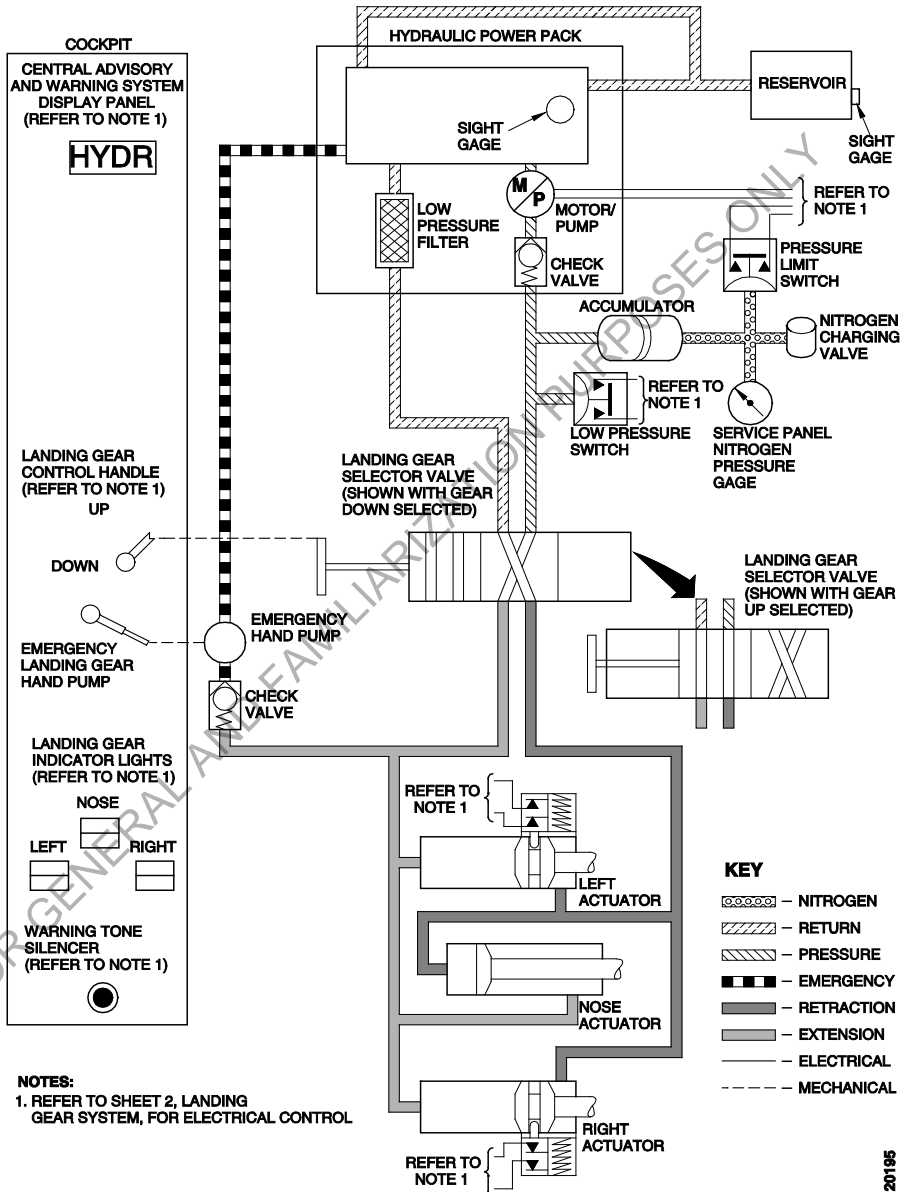 COCKPIT
CENTRAL ADVISORY
AND WARNING SYSTEM
DISPLAY PANEL
(REFER TO NOTE 1)
HYDR
HYDRAULIC POWER PACK
SIGHT
GAGE
RESERVOIR
SIGHT
GAGE
LOW
PRESSURE
FILTER
M
P
MOTOR/
PUMP
REFER TO
NOTE 1
CHECK
VALVE
PRESSURE
LIMIT
SWITCH
ACCUMULATOR
NITROGEN
CHARGING
VALVE
REFER TO
NOTE 1
LOW PRESSURE
SWITCH
SERVICE PANEL
NITROGEN
PRESSURE
GAGE
LANDING GEAR
CONTROL HANDLE
(REFER TO NOTE 1)
UP
DOWN
LANDING GEAR
SELECTOR VALVE
(SHOWN WITH GEAR
DOWN SELECTED)
LANDING GEAR
SELECTOR VALVE
(SHOWN WITH GEAR
UP SELECTED)
EMERGENCY
HAND PUMP
EMERGENCY
LANDING GEAR
HAND PUMP
CHECK
VALVE
LANDING GEAR
INDICATOR LIGHTS
(REFER TO NOTE 1)
NOSE
LEFT
RIGHT
WARNING TONE
SILENCER
(REFER TO NOTE 1)
REFER TO
NOTE 1
LEFT
ACTUATOR
NOSE
ACTUATOR
RIGHT
ACTUATOR
REFER TO
NOTE 1
KEY
– NITROGEN
– RETURN
– PRESSURE
– EMERGENCY
– RETRACTION
– EXTENSION
– ELECTRICAL
– MECHANICAL
NOTES:
1. REFER TO SHEET 2, LANDING
GEAR SYSTEM, FOR ELECTRICAL CONTROL
20195
FOR GENERAL AND FAMILIARIZATION PURPOSES ONLY